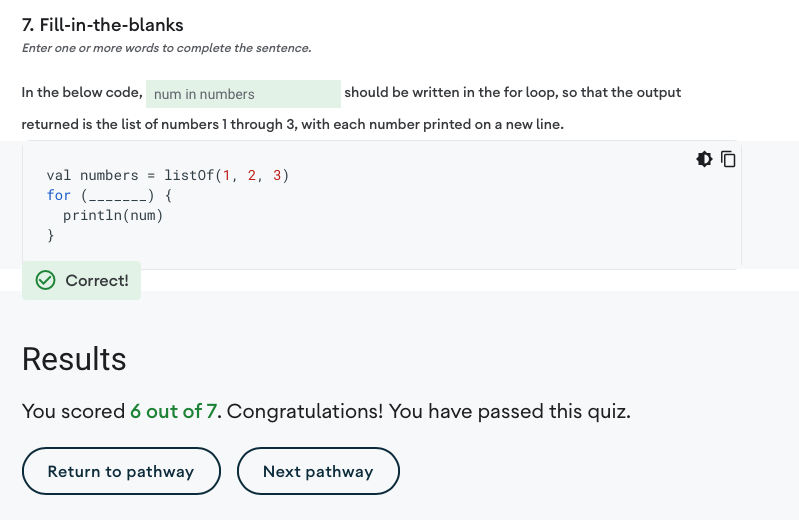 7. Fill-in-the-blanks
Enter one or more words to complete the sentence.
In the below code, num in numbers should be written in the for loop, so that the output
returned is the list of numbers 1 through 3, with each number printed on a new line.
val numbers = listOf(1, 2, 3)
for (_______) {
  println(num)
}
Correct!
Results
You scored 6 out of 7. Congratulations! You have passed this quiz.
Return to pathway Next pathway